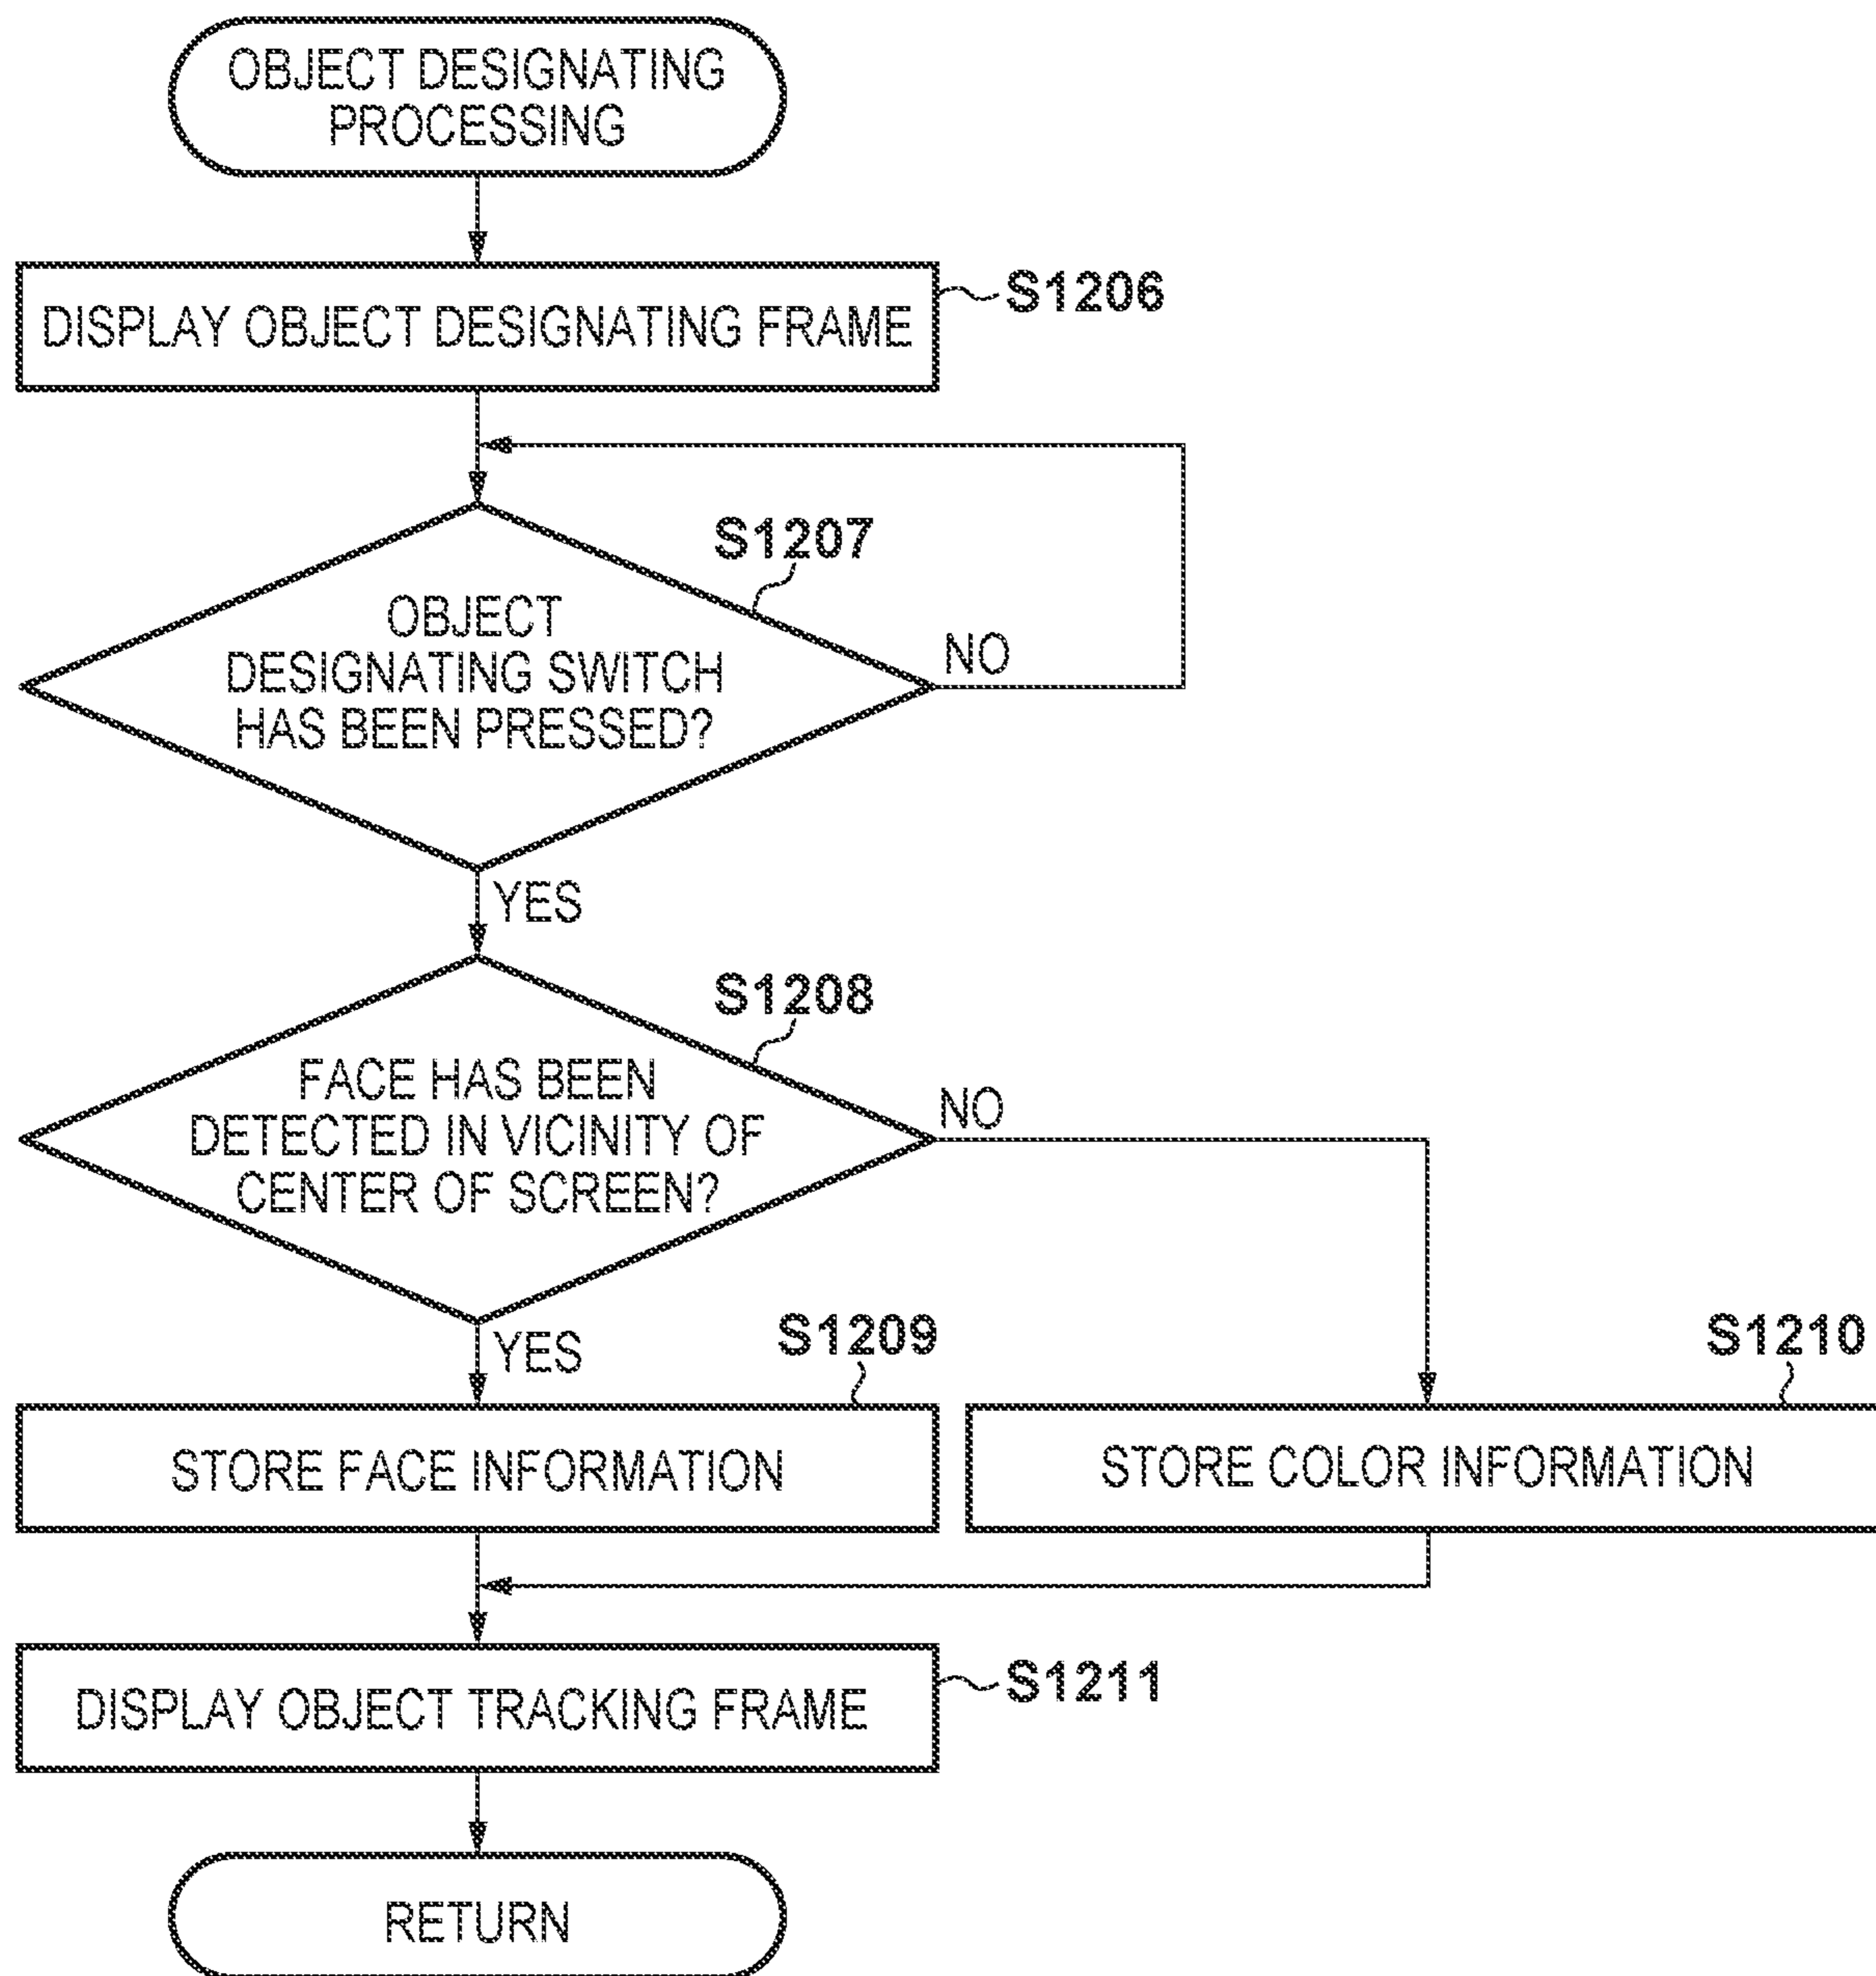 OBJECT DESIGNATING
PROCESSING
DISPLAY OBJECT DESIGNATING FRAME
S1206
S1207
OBJECT
DESIGNATING SWITCH
HAS BEEN PRESSED?
NO
YES
S1208
FACE HAS BEEN
DETECTED IN VICINITY OF
CENTER OF SCREEN?
NO
YES
S1209
STORE FACE INFORMATION
S1210
STORE COLOR INFORMATION
DISPLAY OBJECT TRACKING FRAME
S1211
RETURN